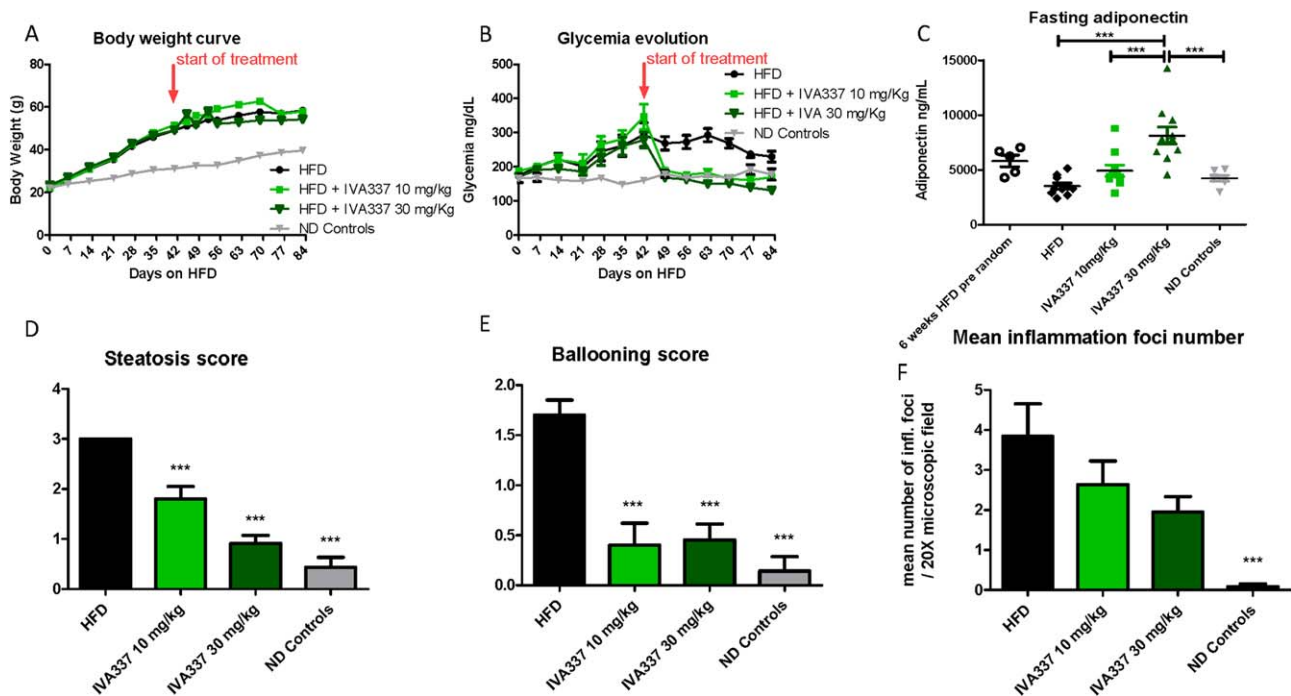 A
Body weight curve
start of treatment
Body Weight (g)
80
60
40
20
0
HFD
HFD + IVA337 10 mg/kg
HFD + IVA337 30 mg/Kg
ND Controls
0 7 14 21 28 35 42 49 56 63 70 77 84
Days on HFD
B
Glycemia evolution
start of treatment
Glycemia mg/dL
500
400
300
200
100
0
HFD
HFD + IVA337 10 mg/Kg
HFD + IVA 30 mg/Kg
ND Controls
0 7 14 21 28 35 42 49 56 63 70 77 84
Days on HFD
C
Fasting adiponectin
*** 
*** ***
Adiponectin ng/mL
15000
10000
5000
0
6 weeks HFD pre random
HFD
IVA337 10mg/Kg
IVA337 30 mg/Kg
ND Controls
D
Steatosis score
4
3
2
1
0
*** *** ***
HFD
IVA337 10 mg/kg
IVA337 30 mg/kg
ND Controls
E
Ballooning score
2.0
1.5
1.0
0.5
0.0
*** *** ***
HFD
IVA337 10 mg/kg
IVA337 30 mg/kg
ND Controls
F
Mean inflammation foci number
mean number of infl. foci
/ 20X microscopic field
5
4
3
2
1
0
***
HFD
IVA337 10 mg/kg
IVA337 30 mg/kg
ND Controls